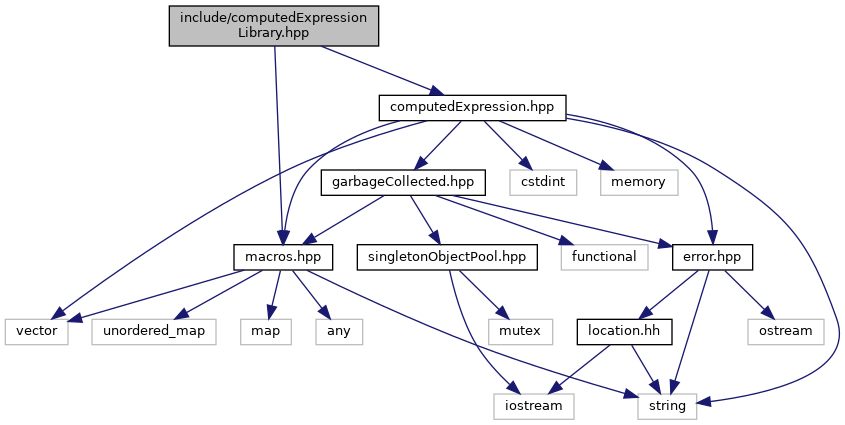 include/computedExpression
Library.hpp
computedExpression.hpp
garbageCollected.hpp
cstdint
memory
macros.hpp
singletonObjectPool.hpp
functional
error.hpp
vector
unordered_map
map
any
mutex
location.hh
ostream
iostream
string